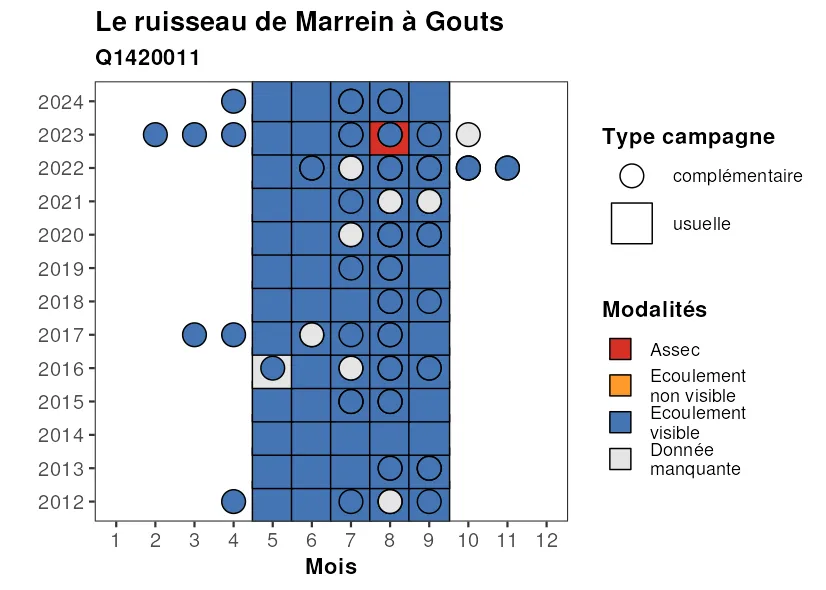 Le ruisseau de Marrein à Gouts
Q1420011
2024
2023
2022
2021
2020
2019
2018
2017
2016
2015
2014
2013
2012
1 2 3 4 5 6 7 8 9 10 11 12
Mois
Type campagne
complémentaire
usuelle
Modalités
Assec
Ecoulement
non visible
Ecoulement
visible
Donnée
manquante